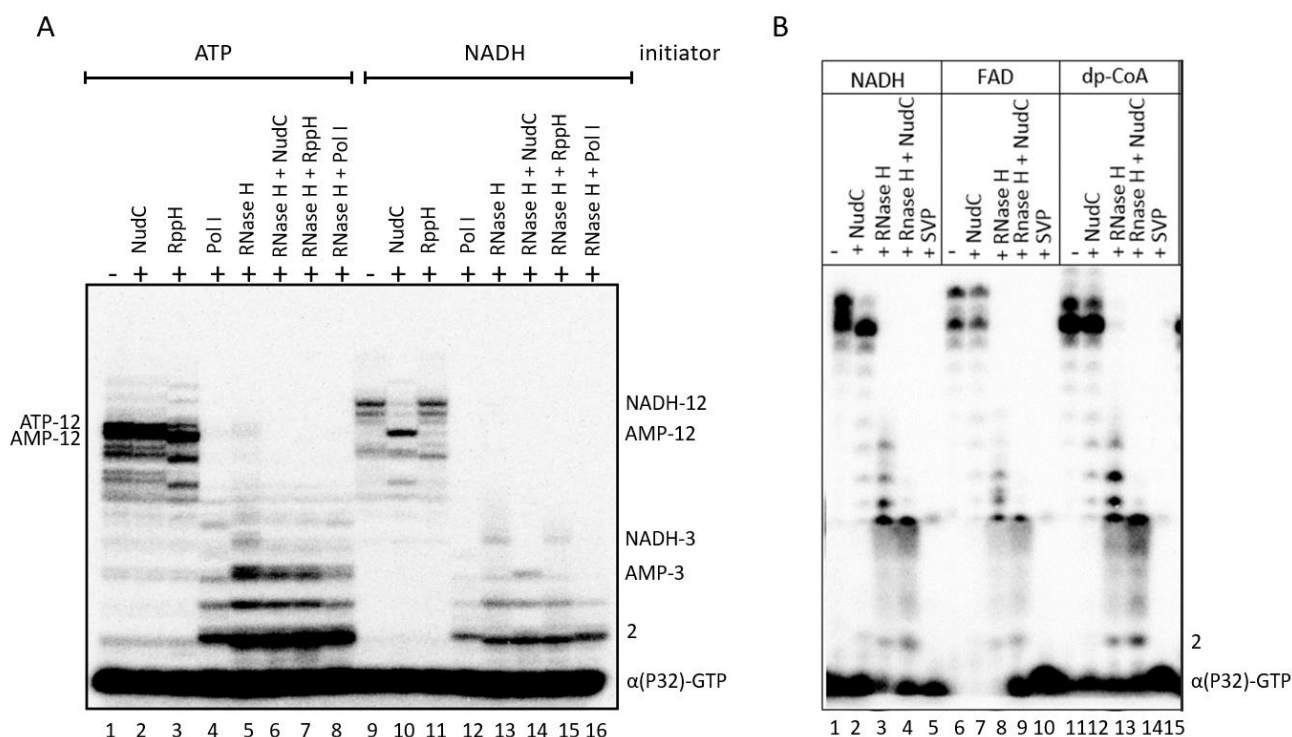 A
B
ATP
NADH
initiator
NudC
RppH
Pol I
RNase H
RNase H + NudC
RNase H + RppH
RNase H + Pol I
NudC
RppH
Pol I
RNase H
RNase H + NudC
RNase H + RppH
RNase H + Pol I
- + + + + + + + - + + + + + + +
ATP-12
AMP-12
NADH-12
AMP-12
NADH-3
AMP-3
2
α(P32)-GTP
1 2 3 4 5 6 7 8 9 10 11 12 13 14 15 16
NADH
FAD
dp-CoA
-
+ NudC
+ RNase H
+ Rnase H + NudC
+ SVP
-
+ NudC
+ RNase H
+ Rnase H + NudC
+ SVP
-
+ NudC
+ RNase H
+ Rnase H + NudC
+ SVP
2
α(P32)-GTP
1 2 3 4 5 6 7 8 9 10 11 12 13 14 15